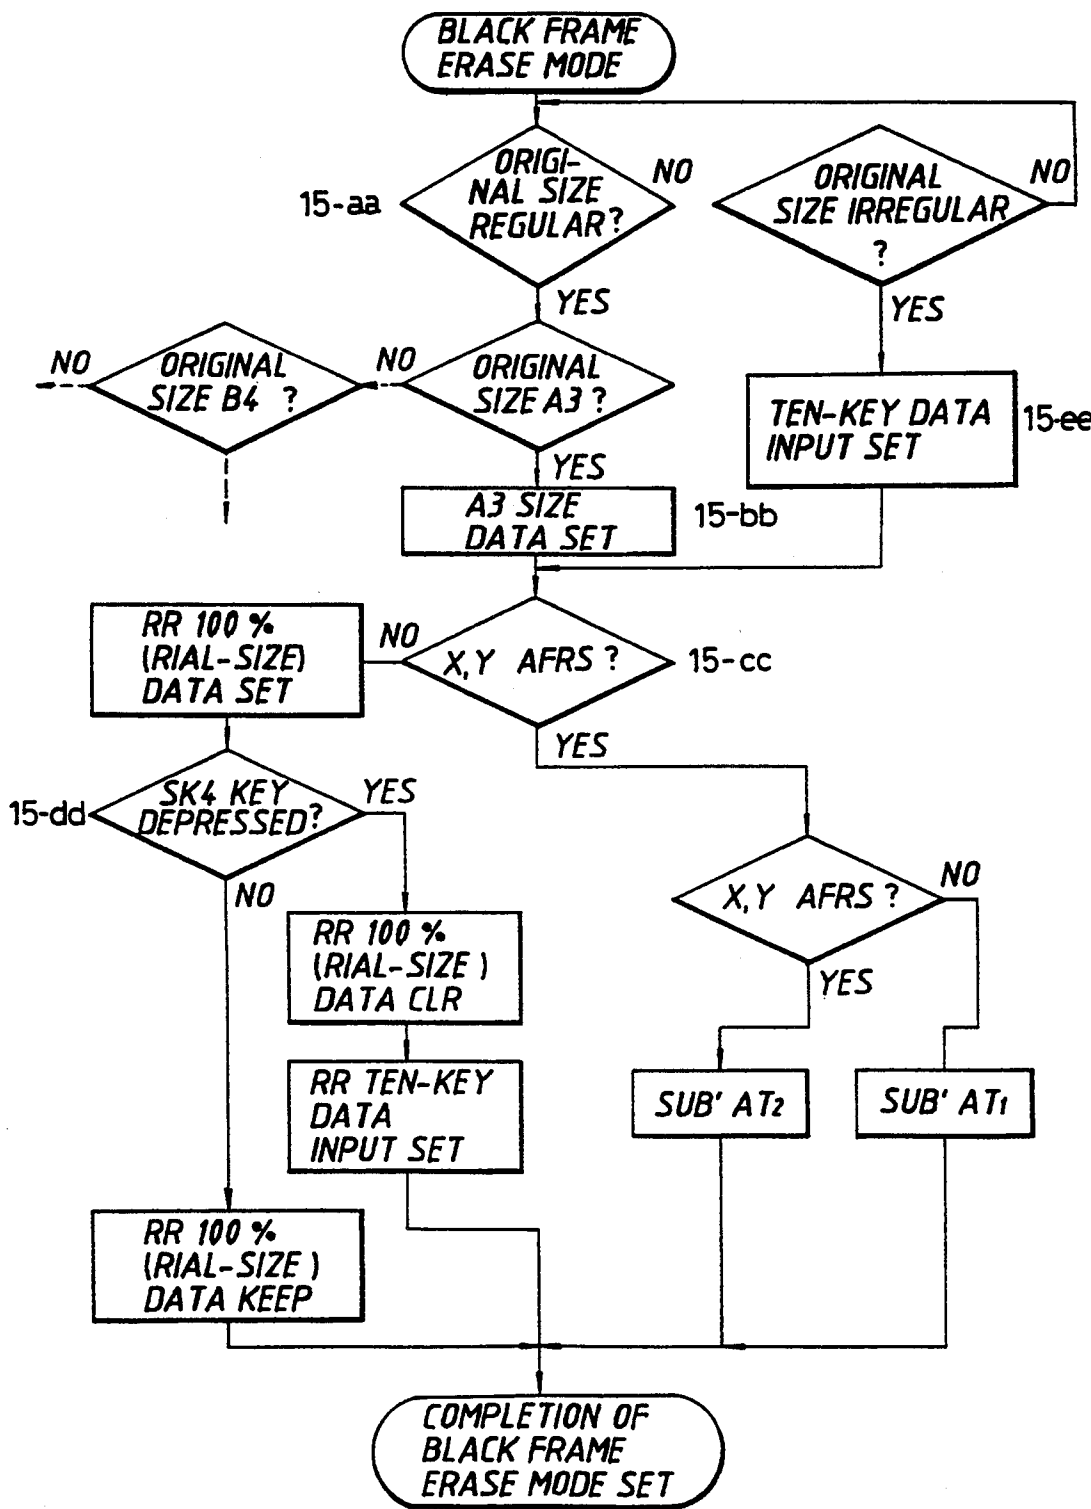 BLACK FRAME
ERASE MODE
15-aa
ORIGI-
NAL SIZE
REGULAR?
NO
ORIGINAL
SIZE IRREGULAR
?
NO
YES
YES
NO
ORIGINAL
SIZE B4 ?
NO
ORIGINAL
SIZE A3 ?
TEN-KEY DATA
INPUT SET
15-ee
YES
A3 SIZE
DATA SET
15-bb
RR 100 %
(RIAL-SIZE)
DATA SET
NO
X,Y AFRS ?
15-cc
YES
15-dd
SK4 KEY
DEPRESSED?
YES
NO
X,Y AFRS ?
NO
YES
RR 100 %
(RIAL-SIZE )
DATA CLR
RR TEN-KEY
DATA
INPUT SET
SUB' AT2
SUB' AT1
RR 100 %
(RIAL-SIZE )
DATA KEEP
COMPLETION OF
BLACK FRAME
ERASE MODE SET